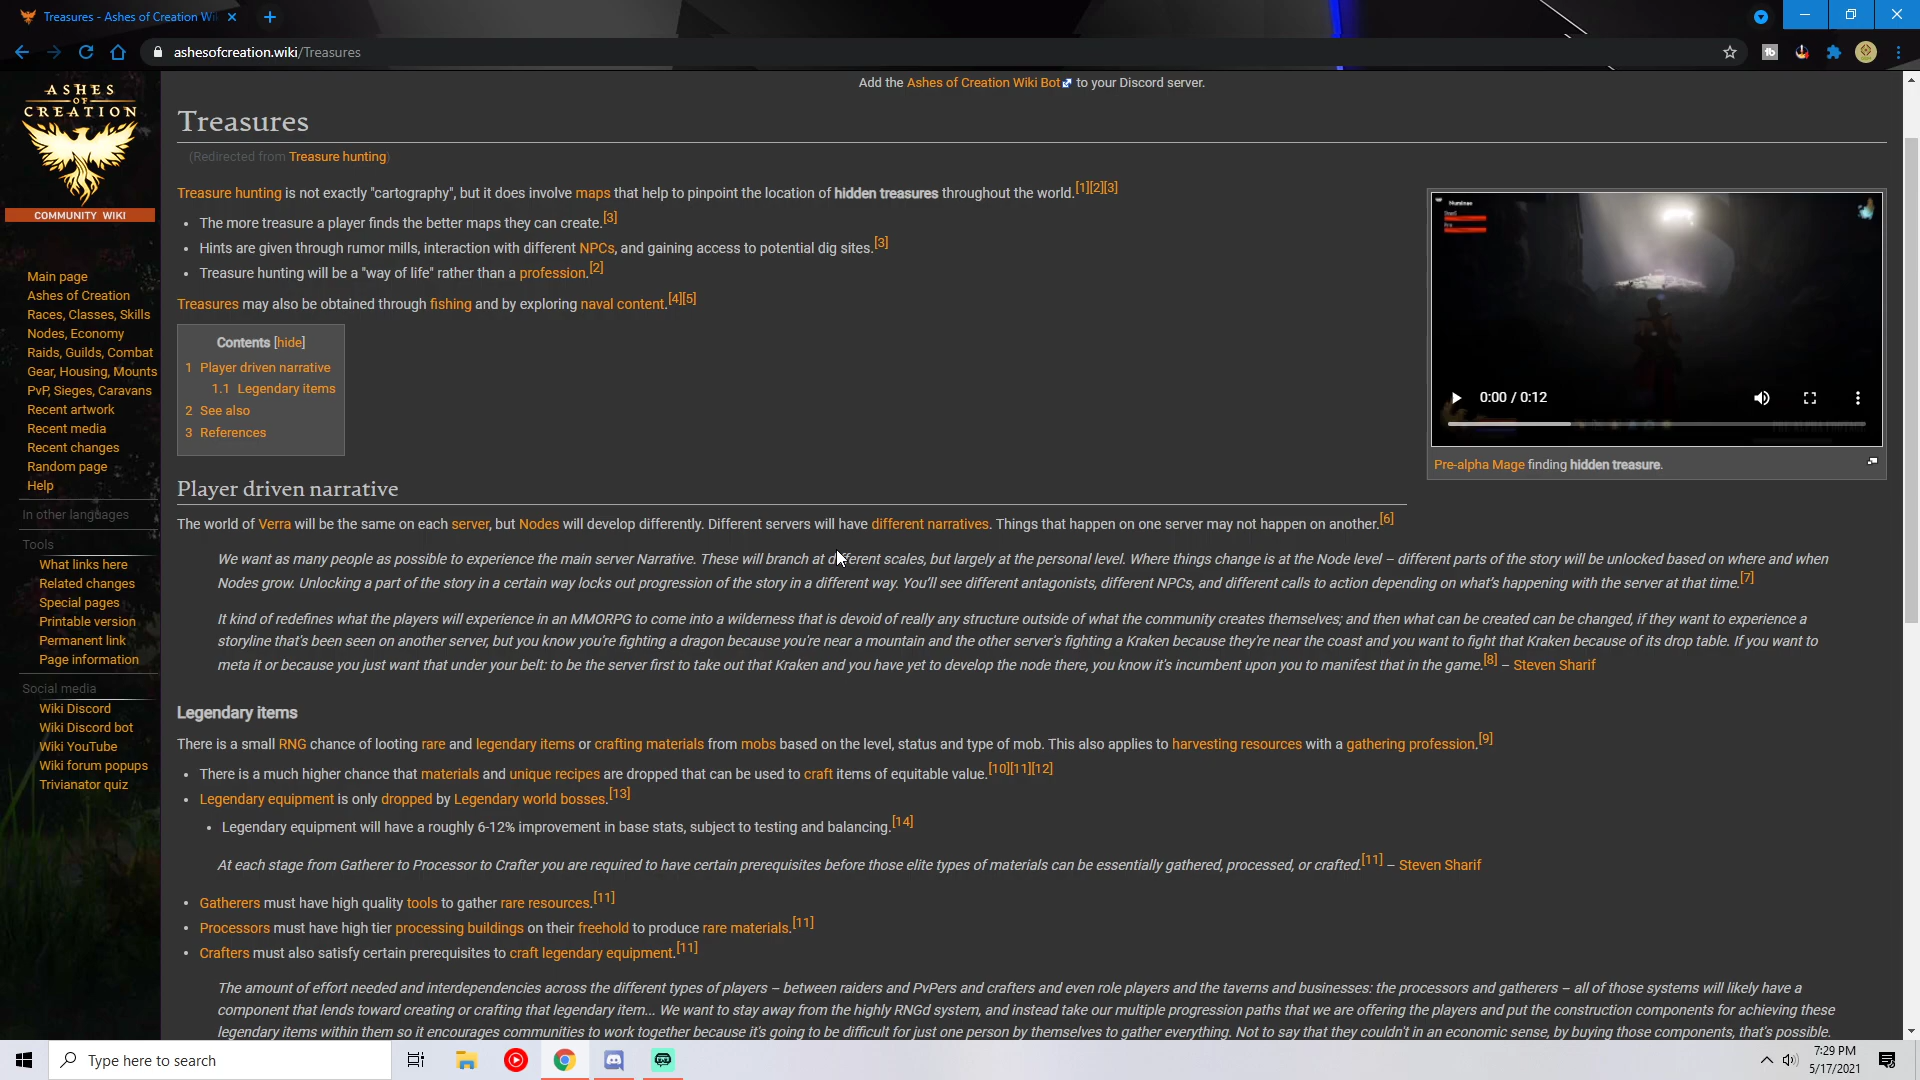 Treasures - Ashes of Creation Wi
ashesofcreation.wiki/Treasures
Add the Ashes of Creation Wiki Bot to your Discord server.
ASHES
OF
CREATION
COMMUNITY WIKI
Main page
Ashes of Creation
Races, Classes, Skills
Nodes, Economy
Raids, Guilds, Combat
Gear, Housing, Mounts
PvP, Sieges, Caravans
Recent artwork
Recent media
Recent changes
Random page
Help
In other languages
Tools
What links here
Related changes
Special pages
Printable version
Permanent link
Page information
Social media
Wiki Discord
Wiki Discord bot
Wiki YouTube
Wiki forum popups
Trivianator quiz
Treasures
(Redirected from Treasure hunting)
Treasure hunting is not exactly "cartography", but it does involve maps that help to pinpoint the location of hidden treasures throughout the world.[1][2][3]
• The more treasure a player finds the better maps they can create.[3]
• Hints are given through rumor mills, interaction with different NPCs, and gaining access to potential dig sites.[3]
• Treasure hunting will be a "way of life" rather than a profession.[2]
Treasures may also be obtained through fishing and by exploring naval content.[4][5]
Contents [hide]
1 Player driven narrative
1.1 Legendary items
2 See also
3 References
0:00 / 0:12
Pre-alpha Mage finding hidden treasure.
Player driven narrative
The world of Verra will be the same on each server, but Nodes will develop differently. Different servers will have different narratives. Things that happen on one server may not happen on another.[6]
We want as many people as possible to experience the main server Narrative. These will branch at different scales, but largely at the personal level. Where things change is at the Node level – different parts of the story will be unlocked based on where and when
Nodes grow. Unlocking a part of the story in a certain way locks out progression of the story in a different way. You'll see different antagonists, different NPCs, and different calls to action depending on what's happening with the server at that time.[7]
It kind of redefines what the players will experience in an MMORPG to come into a wilderness that is devoid of really any structure outside of what the community creates themselves; and then what can be created can be changed, if they want to experience a
storyline that's been seen on another server, but you know you're fighting a dragon because you're near a mountain and the other server's fighting a Kraken because they're near the coast and you want to fight that Kraken because of its drop table. If you want to
meta it or because you just want that under your belt: to be the server first to take out that Kraken and you have yet to develop the node there, you know it's incumbent upon you to manifest that in the game.[8] – Steven Sharif
Legendary items
There is a small RNG chance of looting rare and legendary items or crafting materials from mobs based on the level, status and type of mob. This also applies to harvesting resources with a gathering profession.[9]
• There is a much higher chance that materials and unique recipes are dropped that can be used to craft items of equitable value.[10][11][12]
• Legendary equipment is only dropped by Legendary world bosses.[13]
• Legendary equipment will have a roughly 6-12% improvement in base stats, subject to testing and balancing.[14]
At each stage from Gatherer to Processor to Crafter you are required to have certain prerequisites before those elite types of materials can be essentially gathered, processed, or crafted.[11] – Steven Sharif
• Gatherers must have high quality tools to gather rare resources.[11]
• Processors must have high tier processing buildings on their freehold to produce rare materials.[11]
• Crafters must also satisfy certain prerequisites to craft legendary equipment.[11]
The amount of effort needed and interdependencies across the different types of players – between raiders and PvPers and crafters and even role players and the taverns and businesses: the processors and gatherers – all of those systems will likely have a
component that lends toward creating or crafting that legendary item... We want to stay away from the highly RNGd system, and instead take our multiple progression paths that we are offering the players and put the construction components for achieving these
legendary items within them so it encourages communities to work together because it's going to be difficult for just one person by themselves to gather everything. Not to say that they couldn't in an economic sense, by buying those components, that's possible.
Type here to search
7:29 PM
5/17/2021